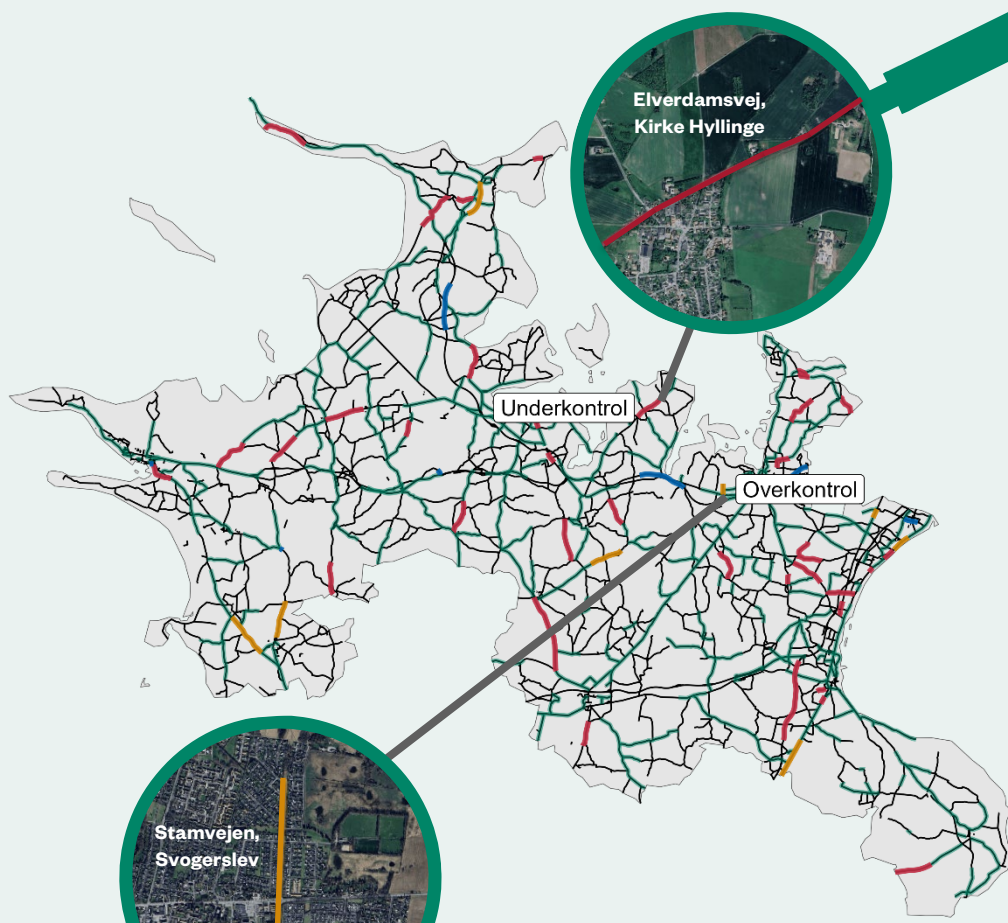 Elverdamsvej,
Kirke Hyllinge
Underkontrol
Overkontrol
Stamvejen,
Svogerslev